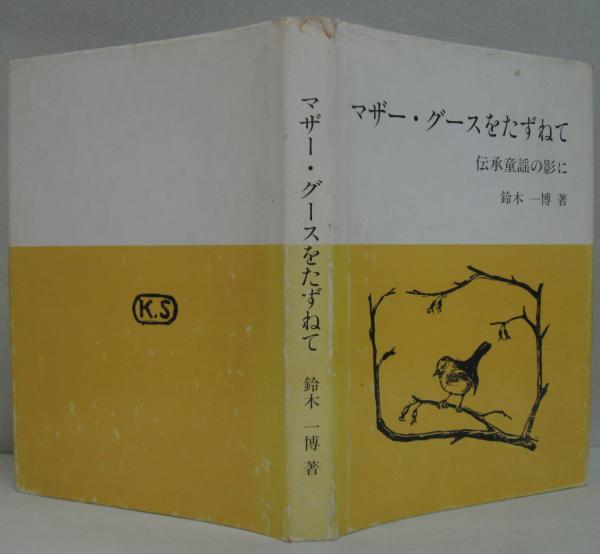 マザー・グースをたずねて
伝承童謡の影に
鈴木 一博 著
マザー・グースをたずねて 鈴木 一博 著
K.S